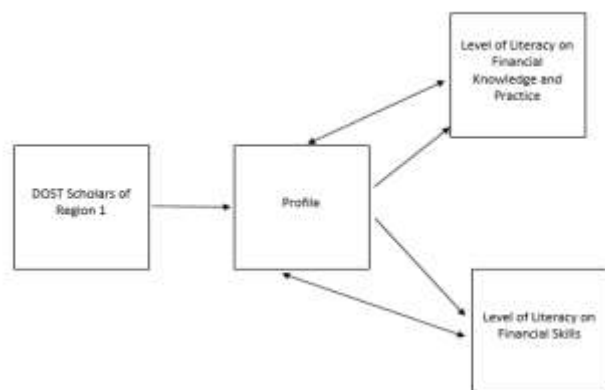 Level of Literacy on
Financial
Knowledge and
Practice
DOST Scholars of
Region 1
Profile
Level of Literacy on
Financial Skills